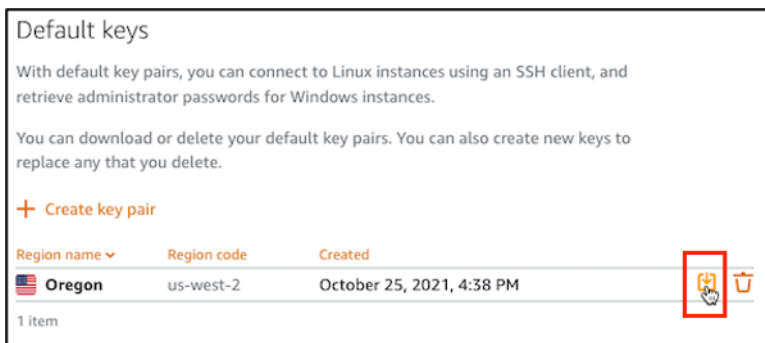 Default keys
With default key pairs, you can connect to Linux instances using an SSH client, and
retrieve administrator passwords for Windows instances.
You can download or delete your default key pairs. You can also create new keys to
replace any that you delete.
+ Create key pair
Region name Region code Created
Oregon us-west-2 October 25, 2021, 4:38 PM
1 item